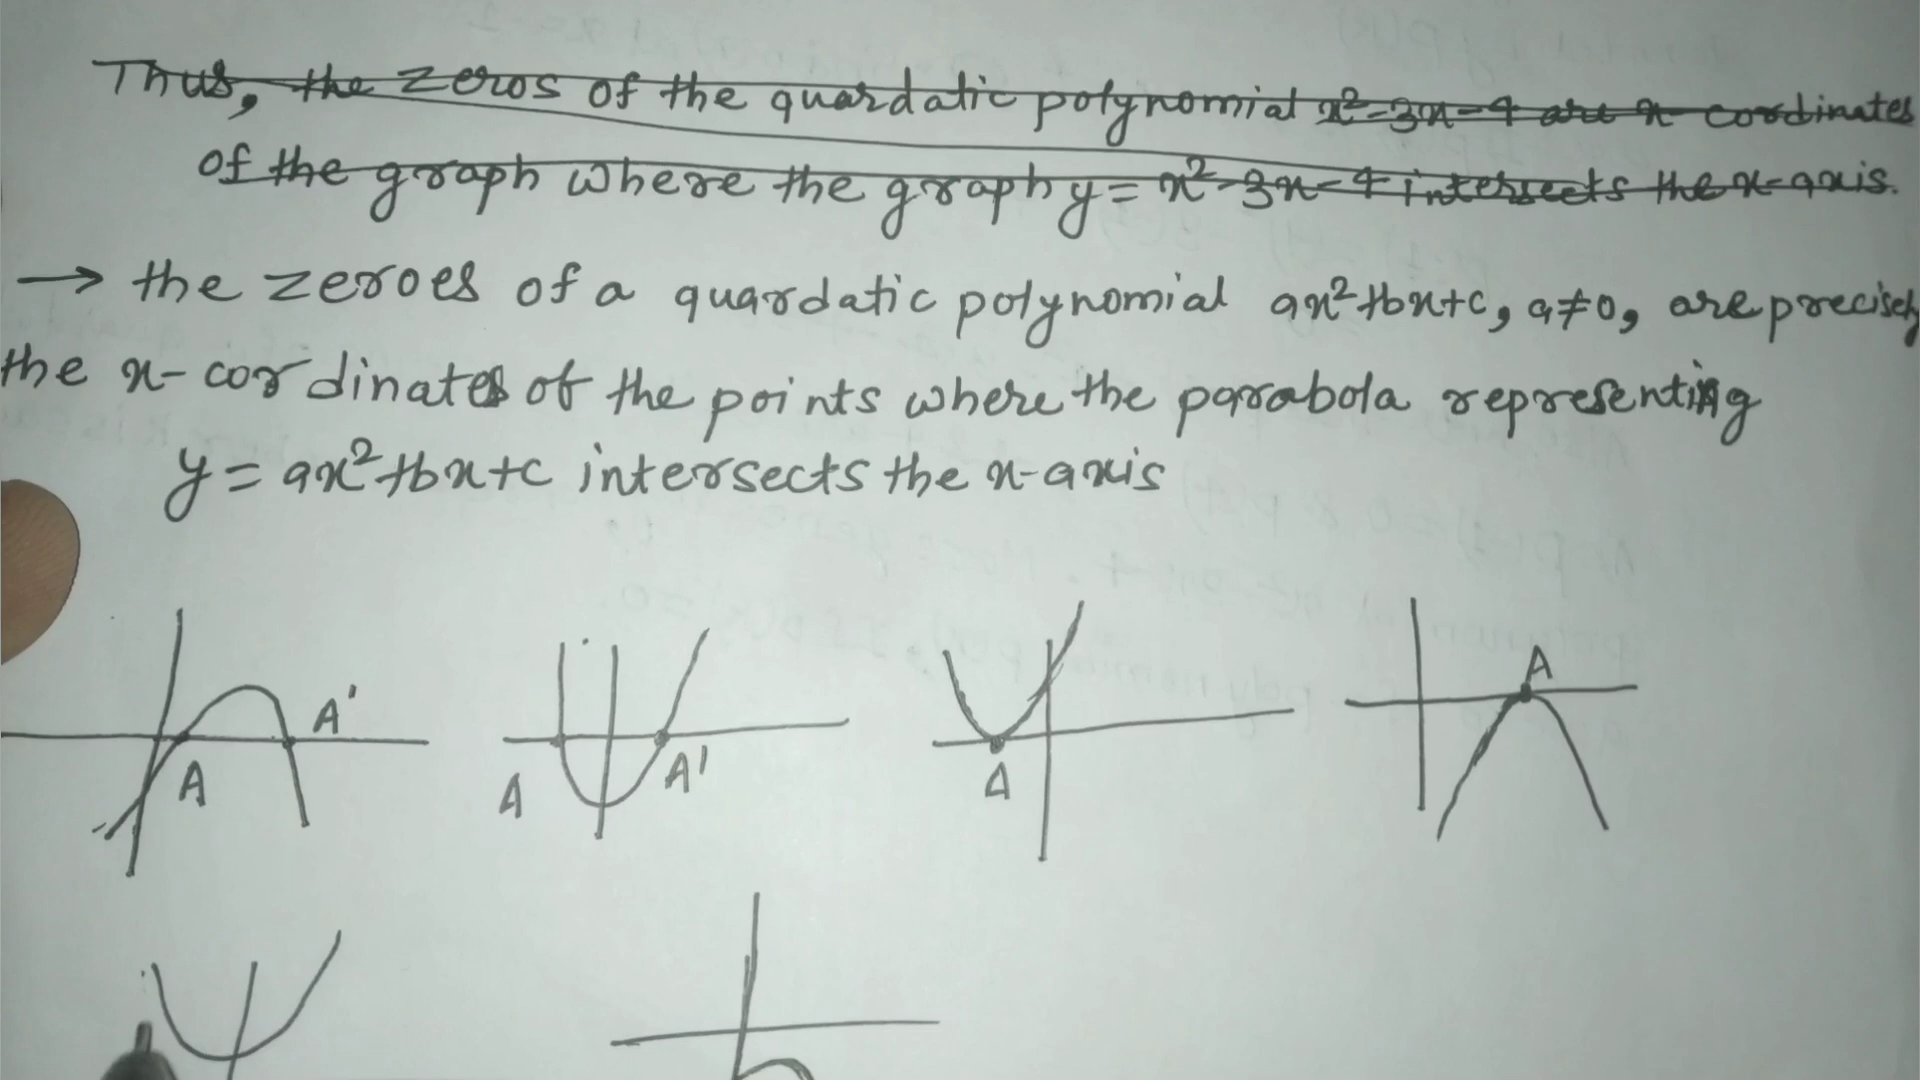 Thus, the zeros of the quardatic polynomial x²-3x-4 are x coordinates
of the graph where the graph y = x²-3x-4 intersects the x-axis.
→ the zeroes of a quardatic polynomial ax²+bx+c, a≠0, are precisely
the x-cordinates of the points where the parabola representing
y = ax²+bx+c intersects the x-axis
A A'
A A'
A
A